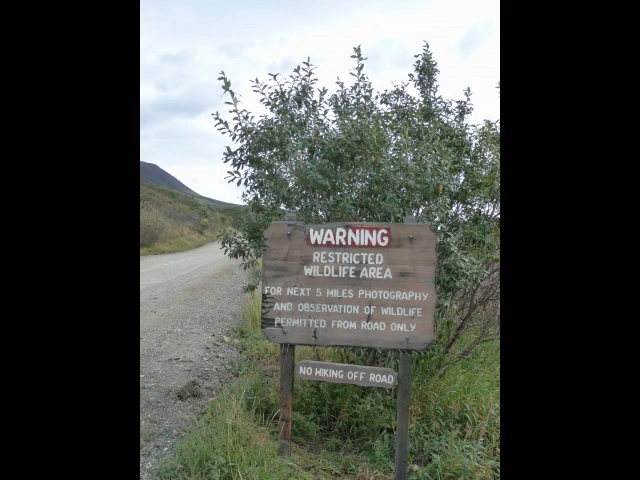 WARNING
RESTRICTED
WILDLIFE AREA
FOR NEXT 5 MILES PHOTOGRAPHY
AND OBSERVATION OF WILDLIFE
PERMITTED FROM ROAD ONLY
NO HIKING OFF ROAD